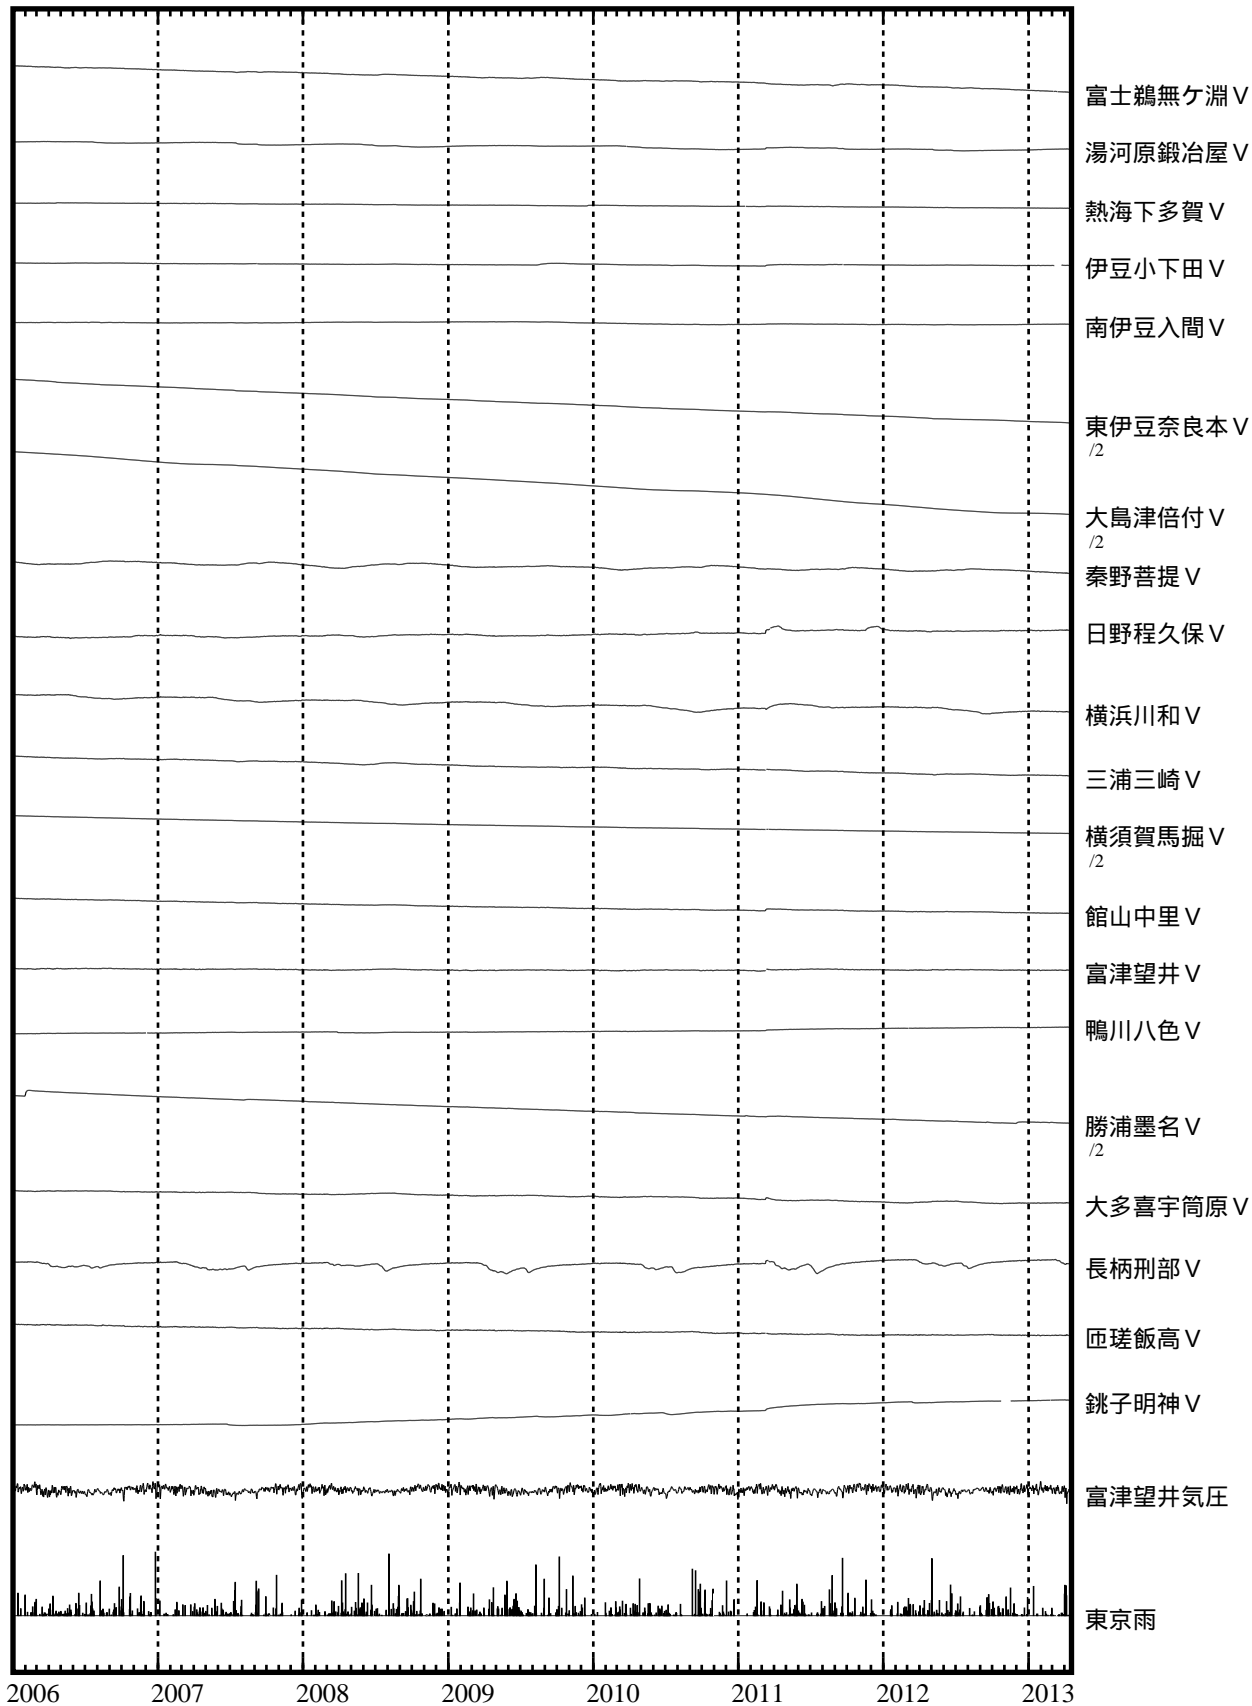 富士鵜無ケ淵Ｖ
湯河原鍛冶屋Ｖ
熱海下多賀Ｖ
伊豆小下田Ｖ
南伊豆入間Ｖ
東伊豆奈良本Ｖ
/2
大島津倍付Ｖ
/2
秦野菩提Ｖ
日野程久保Ｖ
横浜川和Ｖ
三浦三崎Ｖ
横須賀馬堀Ｖ
/2
館山中里Ｖ
富津望井Ｖ
鴨川八色Ｖ
勝浦墨名Ｖ
/2
大多喜宇筒原Ｖ
長柄刑部Ｖ
匝瑳飯高Ｖ
銚子明神Ｖ
富津望井気圧
東京雨
2006 2007 2008 2009 2010 2011 2012 2013